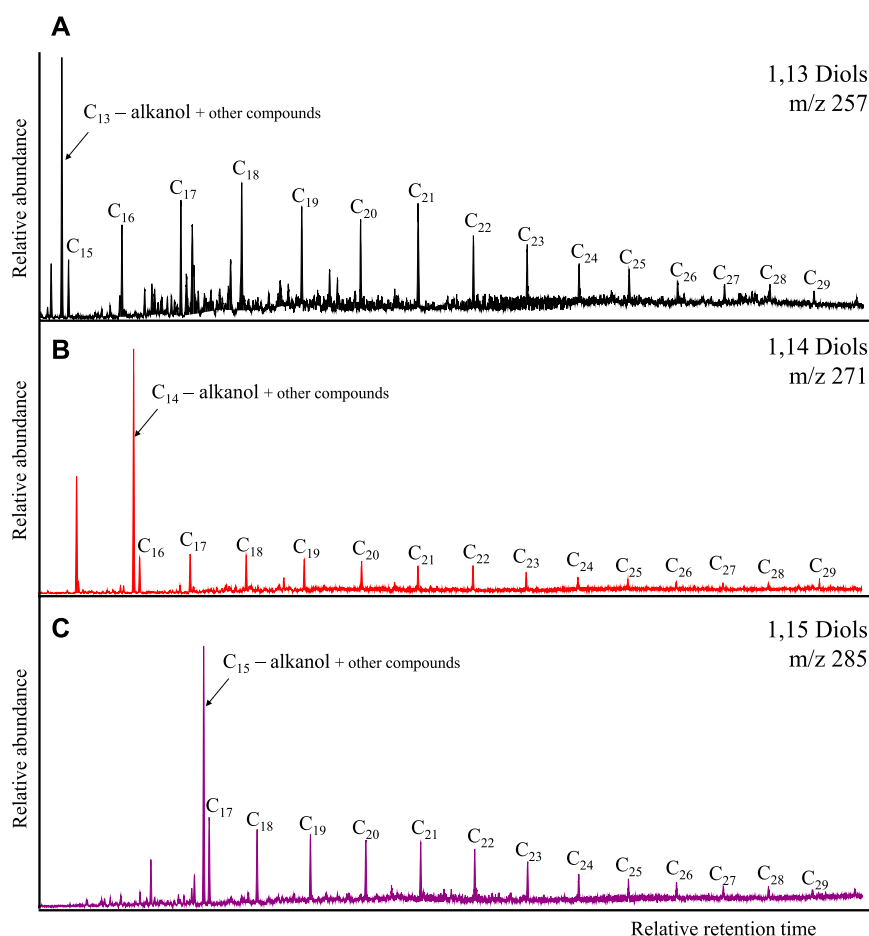 A
1,13 Diols
m/z 257
C₁₃ – alkanol + other compounds
Relative abundance
C₁₅
C₁₆
C₁₇
C₁₈
C₁₉
C₂₀
C₂₁
C₂₂
C₂₃
C₂₄
C₂₅
C₂₆
C₂₇
C₂₈
C₂₉
B
1,14 Diols
m/z 271
C₁₄ – alkanol + other compounds
Relative abundance
C₁₆
C₁₇
C₁₈
C₁₉
C₂₀
C₂₁
C₂₂
C₂₃
C₂₄
C₂₅
C₂₆
C₂₇
C₂₈
C₂₉
C
1,15 Diols
m/z 285
C₁₅ – alkanol + other compounds
Relative abundance
C₁₇
C₁₈
C₁₉
C₂₀
C₂₁
C₂₂
C₂₃
C₂₄
C₂₅
C₂₆
C₂₇
C₂₈
C₂₉
Relative retention time